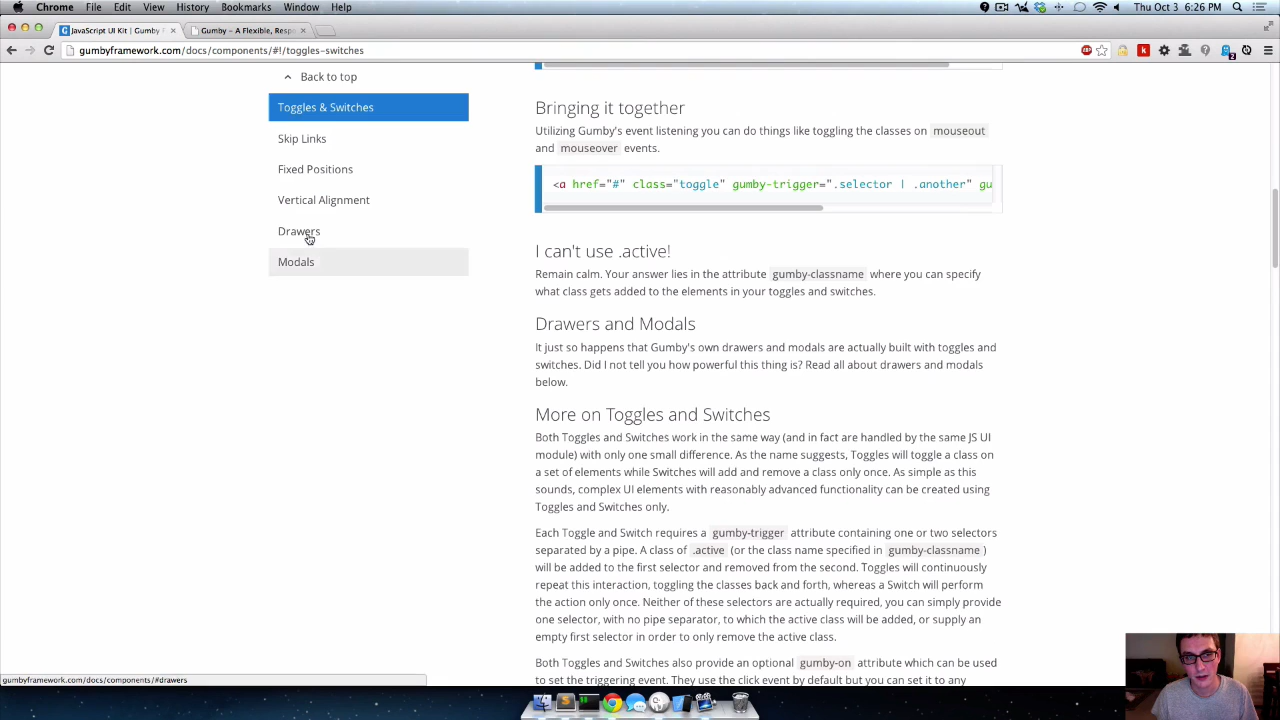 Chrome File Edit View History Bookmarks Window Help Thu Oct 3 6:26 PM
JavaScript UI Kit | Gumby F
Gumby – A Flexible, Respo
gumbyframework.com/docs/components/#!/toggles-switches
Back to top
Toggles & Switches
Skip Links
Fixed Positions
Vertical Alignment
Drawers
Modals
Bringing it together
Utilizing Gumby's event listening you can do things like toggling the classes on mouseout
and mouseover events.
<a href="#" class="toggle" gumby-trigger=".selector | .another" gu
I can't use .active!
Remain calm. Your answer lies in the attribute gumby-classname where you can specify
what class gets added to the elements in your toggles and switches.
Drawers and Modals
It just so happens that Gumby's own drawers and modals are actually built with toggles and
switches. Did I not tell you how powerful this thing is? Read all about drawers and modals
below.
More on Toggles and Switches
Both Toggles and Switches work in the same way (and in fact are handled by the same JS UI
module) with only one small difference. As the name suggests, Toggles will toggle a class on
a set of elements while Switches will add and remove a class only once. As simple as this
sounds, complex UI elements with reasonably advanced functionality can be created using
Toggles and Switches only.
Each Toggle and Switch requires a gumby-trigger attribute containing one or two selectors
separated by a pipe. A class of .active (or the class name specified in gumby-classname )
will be added to the first selector and removed from the second. Toggles will continuously
repeat this interaction, toggling the classes back and forth, whereas a Switch will perform
the action only once. Neither of these selectors are actually required, you can simply provide
one selector, with no pipe separator, to which the active class will be added, or supply an
empty first selector in order to only remove the active class.
Both Toggles and Switches also provide an optional gumby-on attribute which can be used
to set the triggering event. They use the click event by default but you can set it to any
gumbyframework.com/docs/components/#drawers